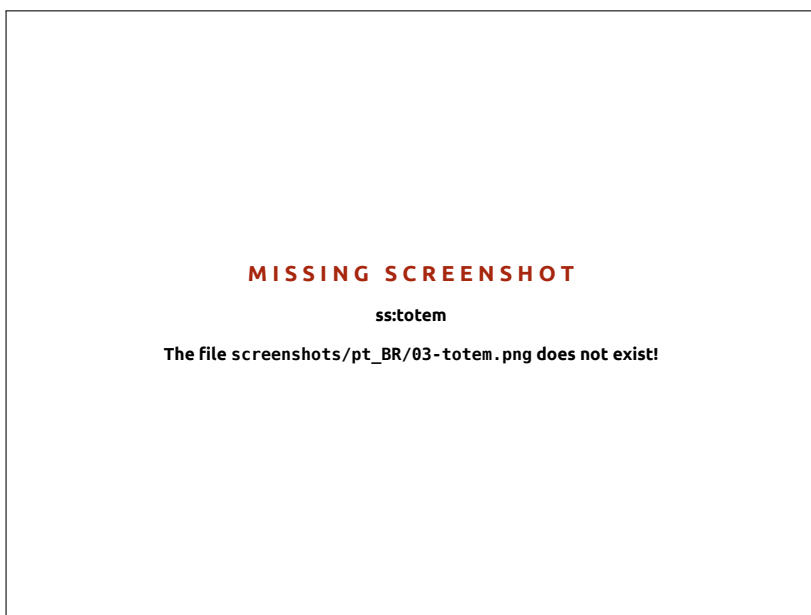 MISSING SCREENSHOT
ss:totem
The file screenshots/pt_BR/03-totem.png does not exist!